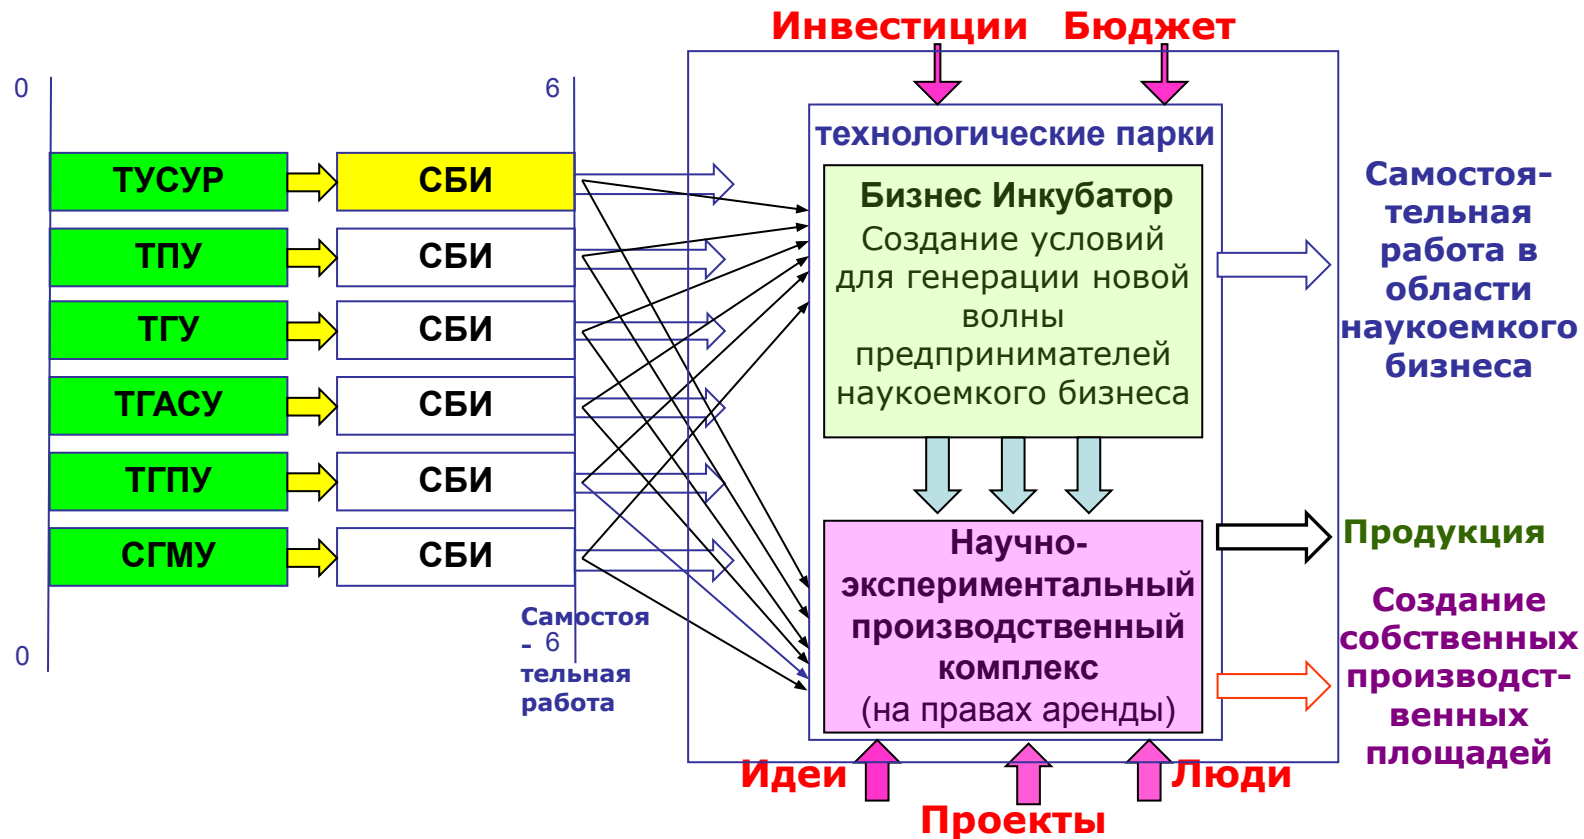 Инвестиции Бюджет
0
6
технологические парки
ТУСУР
СБИ
ТПУ
СБИ
ТГУ
СБИ
ТГАСУ
СБИ
ТГПУ
СБИ
СГМУ
СБИ
0
6
Самостоя
-
тельная
работа
Бизнес Инкубатор
Создание условий
для генерации новой
волны
предпринимателей
наукоемкого бизнеса
Научно-
экспериментальный
производственный
комплекс
(на правах аренды)
Самостоя-
тельная
работа в
области
наукоемкого
бизнеса
Продукция
Создание
собственных
производст-
венных
площадей
Идеи
Проекты
Люди